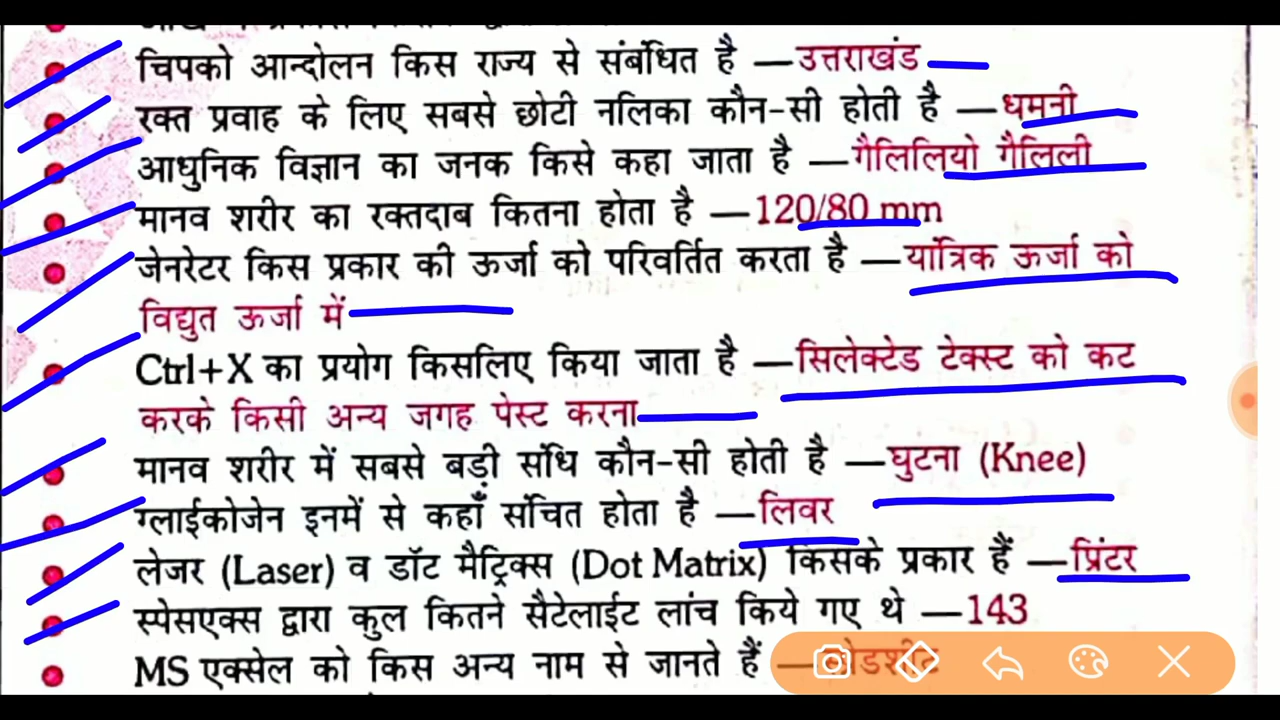 चिपको आन्दोलन किस राज्य से संबंधित है —उत्तराखंड
रक्त प्रवाह के लिए सबसे छोटी नलिका कौन-सी होती है —धमनी
आधुनिक विज्ञान का जनक किसे कहा जाता है —गैलिलियो गैलिली
मानव शरीर का रक्तदाब कितना होता है —120/80 mm
जेनरेटर किस प्रकार की ऊर्जा को परिवर्तित करता है —यांत्रिक ऊर्जा को
विद्युत ऊर्जा में
Ctrl+X का प्रयोग किसलिए किया जाता है —सिलेक्टेड टेक्स्ट को कट
करके किसी अन्य जगह पेस्ट करना
मानव शरीर में सबसे बड़ी संधि कौन-सी होती है —घुटना (Knee)
ग्लाईकोजेन इनमें से कहाँ संचित होता है —लिवर
लेजर (Laser) व डॉट मैट्रिक्स (Dot Matrix) किसके प्रकार हैं —प्रिंटर
स्पेसएक्स द्वारा कुल कितने सैटेलाईट लांच किये गए थे —143
MS एक्सेल को किस अन्य नाम से जानते हैं —